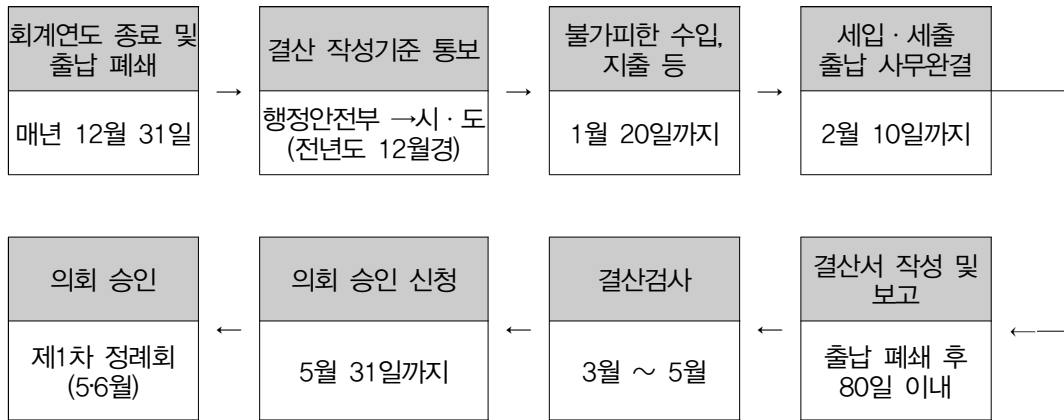 회계연도 종료 및
출납 폐쇄
매년 12월 31일
→
결산 작성기준 통보
행정안전부 →시·도
(전년도 12월경)
→
불가피한 수입,
지출 등
1월 20일까지
→
세입·세출
출납 사무완결
2월 10일까지
의회 승인
제1차 정례회
(5·6월)
←
의회 승인 신청
5월 31일까지
←
결산검사
3월 ～ 5월
←
결산서 작성 및
보고
출납 폐쇄 후
80일 이내
←